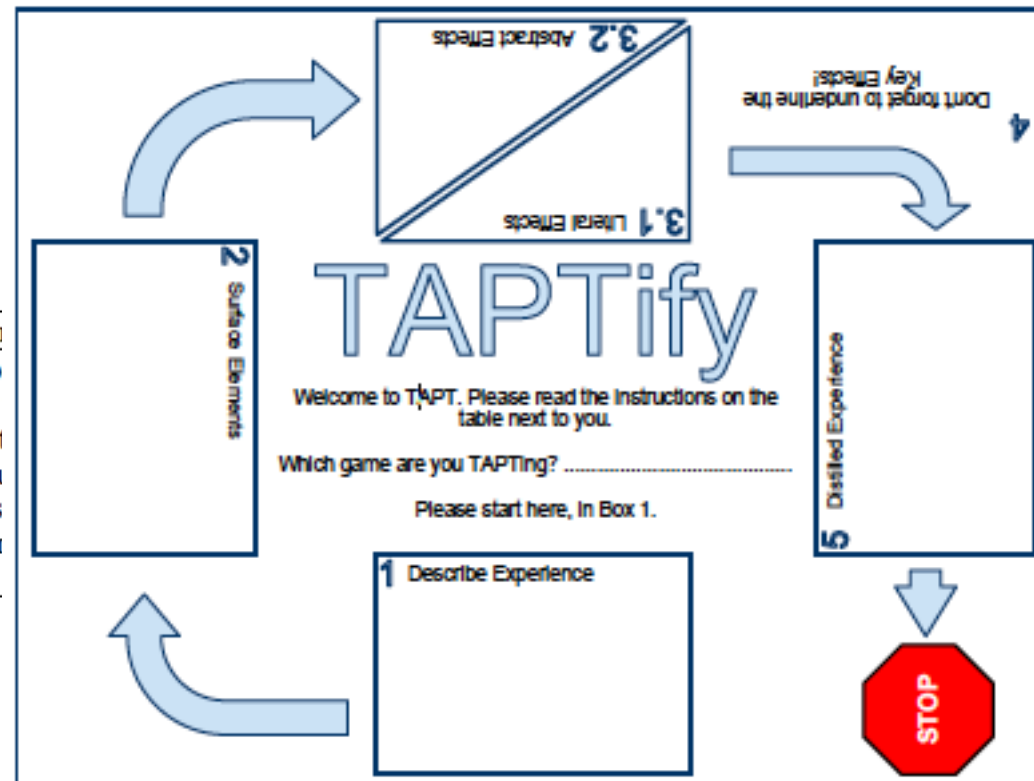 3.2 Abstract Effects
Don't forget to underline the
Key Effects!
4
3.1 Literal Effects
2 Surface Elements
TAPTify
Welcome to TAPT. Please read the instructions on the
table next to you.
Which game are you TAPTing? ............................................
Please start here, in Box 1.
5 Distilled Experience
1 Describe Experience
STOP